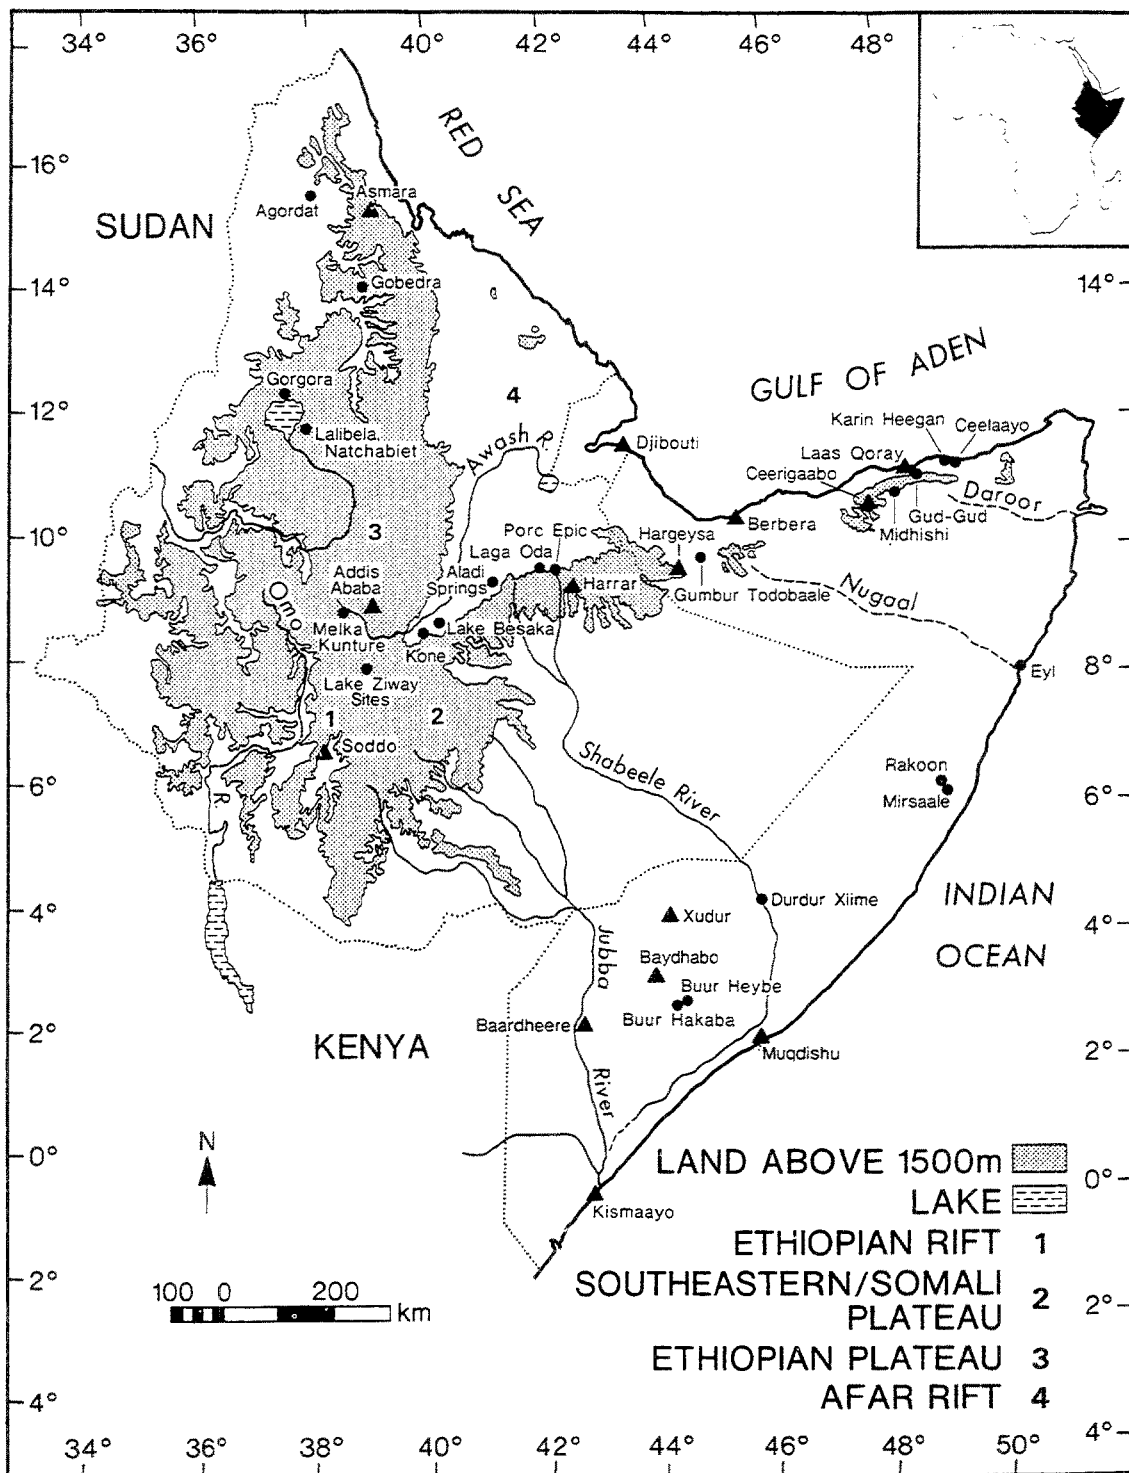 34°
36°
38°
40°
42°
44°
46°
48°
16°
14°
12°
10°
8°
6°
4°
2°
0°
2°
4°
14°
12°
10°
8°
6°
4°
2°
0°
2°
4°
RED
SEA
SUDAN
Agordat
Asmara
Gobedra
Gorgora
Lalibela,
Natchabiet
4
Awash R.
Djibouti
GULF OF ADEN
Karin Heegan
Ceelaayo
Laas Qoray
Ceerigaabo
Daroor
Gud-Gud
Midhishi
Berbera
3
Porc Epic
Hargeysa
Laga Oda
Addis
Ababa
Aladi
Springs
Harrar
Gumbur Todobaale
Nugaal
Omo
R.
Melka
Kunture
Lake Besaka
Kone
Lake Ziway
Sites
Eyl
1
2
Soddo
Shabeele River
Rakoon
Mirsaale
INDIAN
OCEAN
Durdur Xiime
Xudur
Baydhabo
Buur Heybe
Buur Hakaba
Jubba
River
Baardheere
Muqdishu
KENYA
Kismaayo
N
LAND ABOVE 1500m
LAKE
ETHIOPIAN RIFT 1
SOUTHEASTERN/SOMALI
PLATEAU 2
ETHIOPIAN PLATEAU 3
AFAR RIFT 4
100 0 200
km
34°
36°
38°
40°
42°
44°
46°
48°
50°